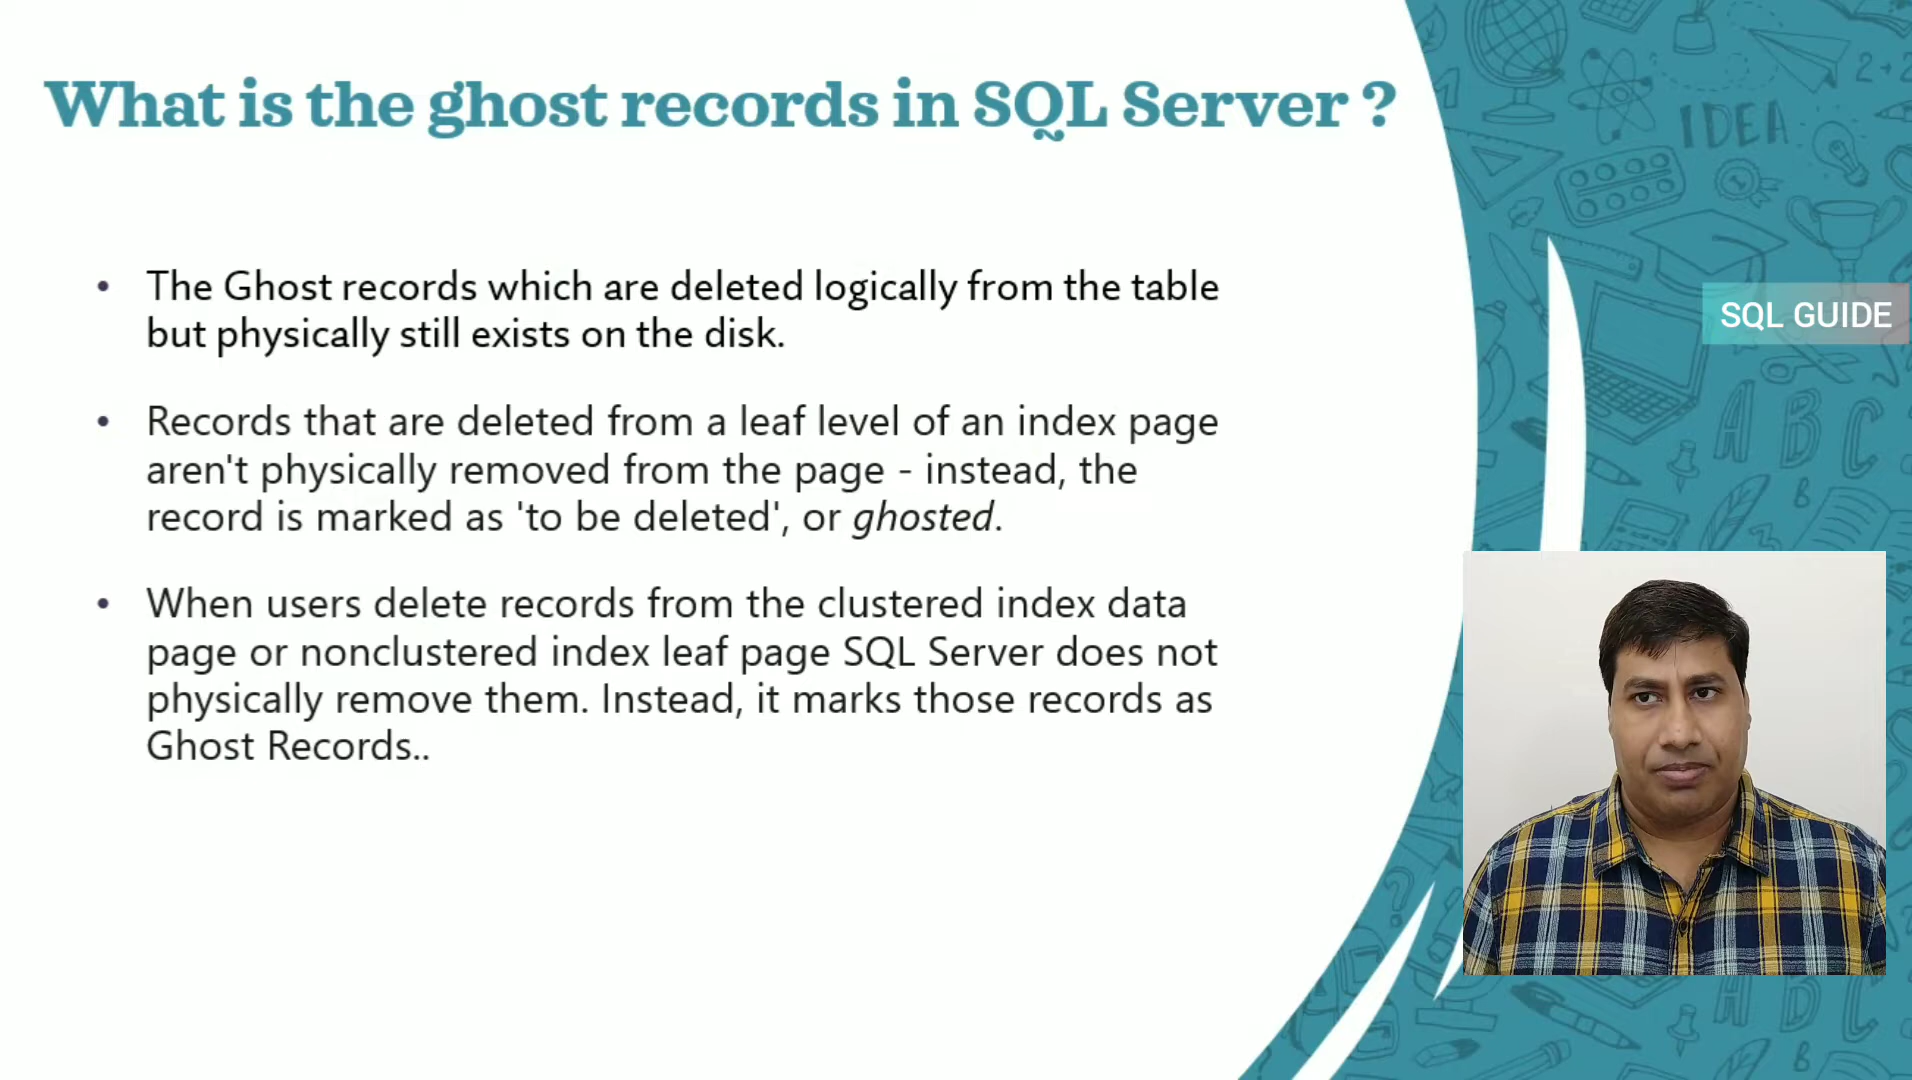 What is the ghost records in SQL Server ?
• The Ghost records which are deleted logically from the table
but physically still exists on the disk.
• Records that are deleted from a leaf level of an index page
aren't physically removed from the page - instead, the
record is marked as 'to be deleted', or ghosted.
• When users delete records from the clustered index data
page or nonclustered index leaf page SQL Server does not
physically remove them. Instead, it marks those records as
Ghost Records..
IDEA
2+2
SQL GUIDE
ABC